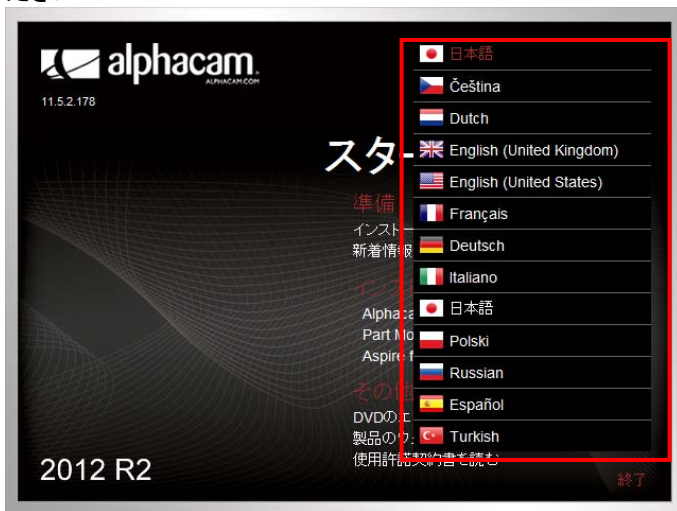 alphacam.
ALPHACAM.COM
11.5.2.178
日本語
Čeština
Dutch
English (United Kingdom)
English (United States)
Français
Deutsch
Italiano
日本語
Polski
Russian
Español
Turkish
スター
準備
インスト
新着情報
Alphaca
Part Mo
Aspire f
その他
DVDのエ
製品のウ
使用許諾契約書を読む
2012 R2
終了